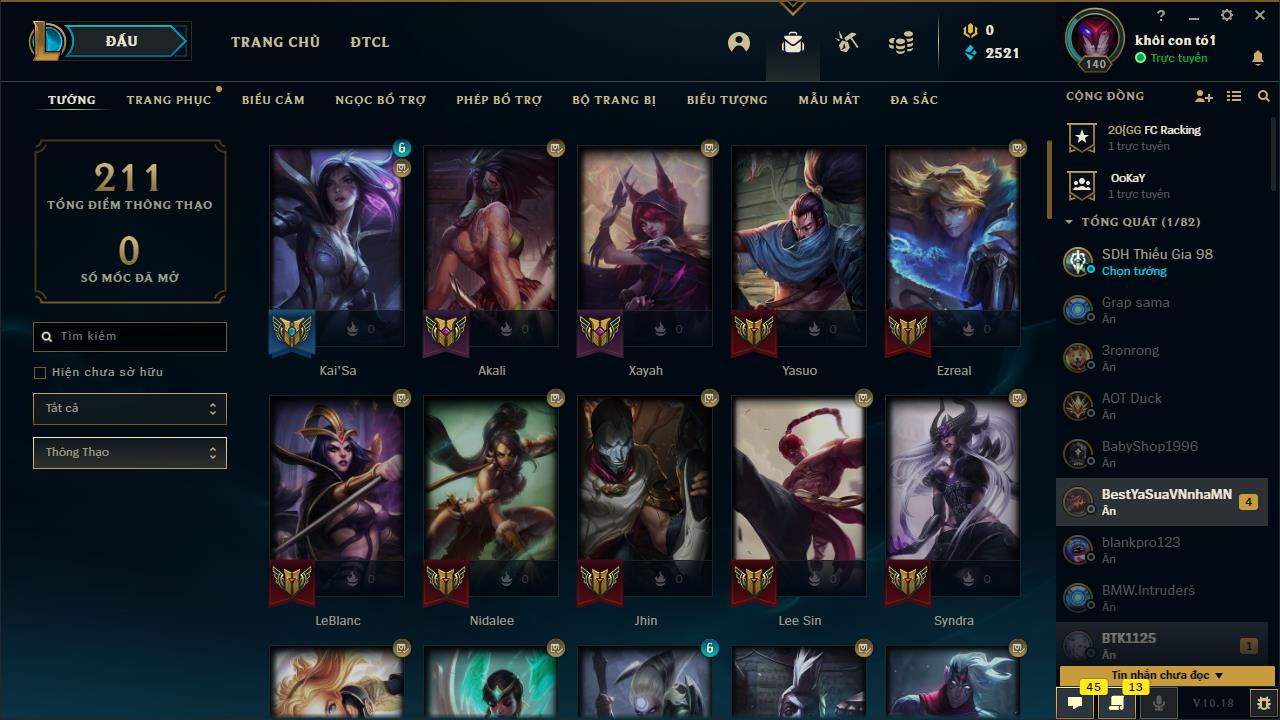 ĐẤU
TRANG CHỦ
ĐTCL
0
2521
?
khôi con tó1
Trực tuyến
140
TƯỚNG
TRANG PHỤC
BIỂU CẢM
NGỌC BỔ TRỢ
PHÉP BỔ TRỢ
BỘ TRANG BỊ
BIỂU TƯỢNG
MẪU MẮT
ĐA SẮC
CỘNG ĐỒNG
211
TỔNG ĐIỂM THÔNG THẠO
0
SỐ MỐC ĐÃ MỞ
Tìm kiếm
Hiện chưa sở hữu
Tất cả
Thông Thạo
6
0
0
0
0
0
Kai'Sa
Akali
Xayah
Yasuo
Ezreal
0
0
0
0
0
LeBlanc
Nidalee
Jhin
Lee Sin
Syndra
6
20[GG FC Racking
1 trực tuyến
OoKaY
1 trực tuyến
TỔNG QUÁT (1/82)
SDH Thiếu Gia 98
Chọn tướng
Grap sama
Ẩn
3ronrong
Ẩn
AOT Duck
Ẩn
BabyShop1996
Ẩn
BestYaSuaVNnhaMN
Ẩn
4
blankpro123
Ẩn
BMW.Intruderš
Ẩn
BTK1125
Ẩn
1
Tin nhắn chưa đọc
45
13
V10.18